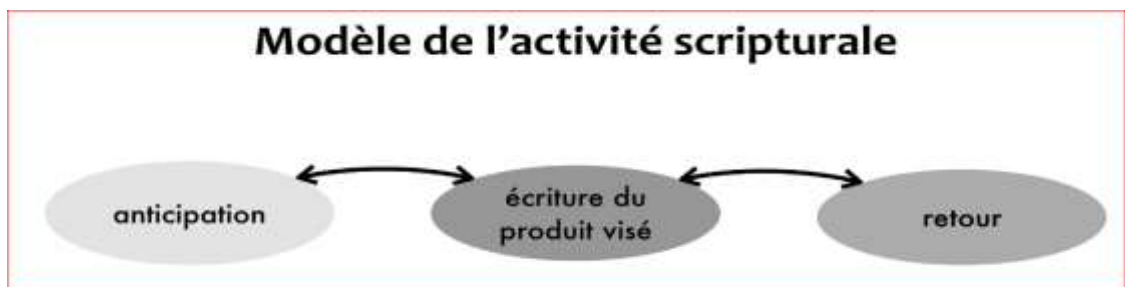 Modèle de l'activité scripturale
anticipation
écriture du
produit visé
retour